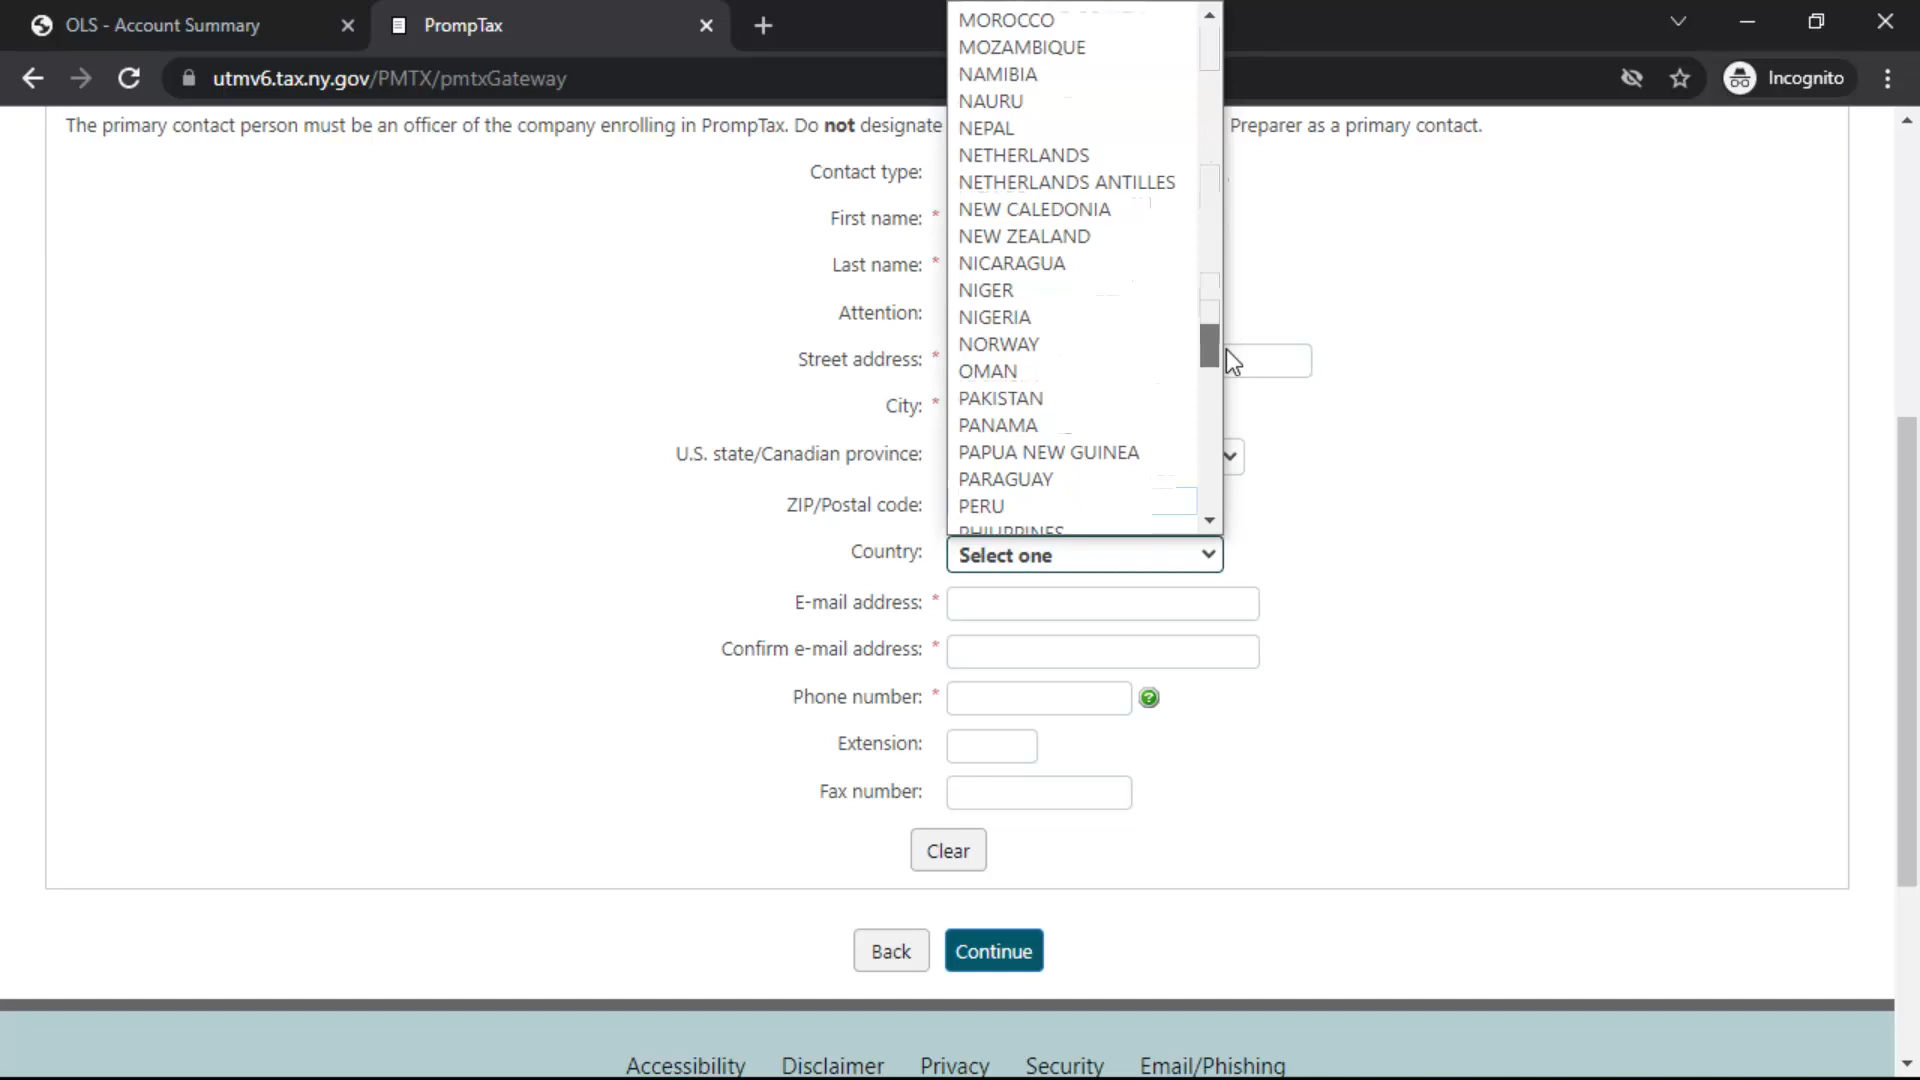 OLS - Account Summary
PrompTax
utmv6.tax.ny.gov/PMTX/pmtxGateway
Incognito
The primary contact person must be an officer of the company enrolling in PrompTax. Do not designate
Preparer as a primary contact.
MOROCCO
MOZAMBIQUE
NAMIBIA
NAURU
NEPAL
NETHERLANDS
NETHERLANDS ANTILLES
NEW CALEDONIA
NEW ZEALAND
NICARAGUA
NIGER
NIGERIA
NORWAY
OMAN
PAKISTAN
PANAMA
PAPUA NEW GUINEA
PARAGUAY
PERU
PHILIPPINES
Contact type:
First name: *
Last name: *
Attention:
Street address: *
City: *
U.S. state/Canadian province:
ZIP/Postal code:
Country: Select one
E-mail address: *
Confirm e-mail address: *
Phone number: * ?
Extension:
Fax number:
Clear
Back Continue
Accessibility Disclaimer Privacy Security Email/Phishing